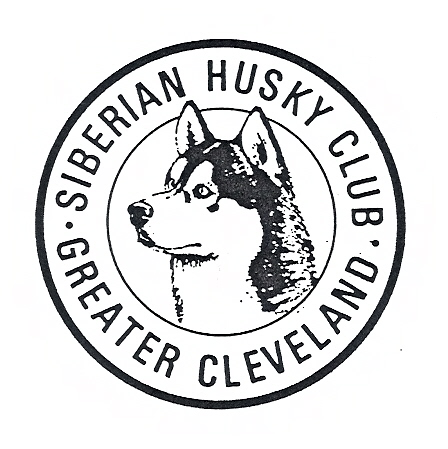 · SIBERIAN HUSKY CLUB ·
GREATER CLEVELAND